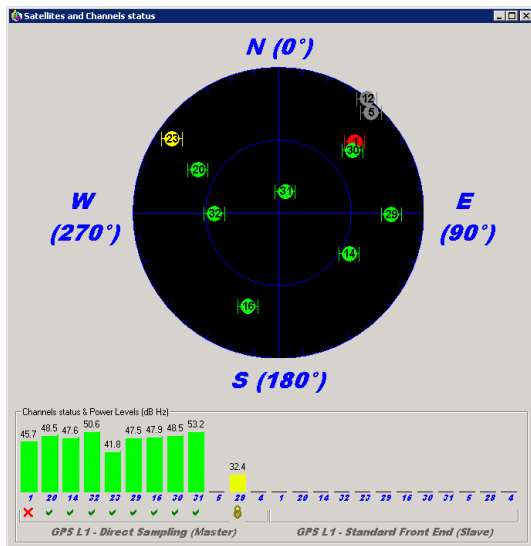 Satellites and Channels status
N (0°)
12
5
23
1
30
20
31
W
(270°)
32
29
E
(90°)
14
16
S (180°)
Channels status & Power Levels (dB Hz)
45.7 48.5 47.6 50.6 41.8 47.5 47.9 48.5 53.2 32.4
1 20 14 32 23 29 16 30 31 5 28 4 1 20 14 32 23 29 16 30 31 5 28 4
GPS L1 - Direct Sampling (Master) GPS L1 - Standard Front End (Slave)